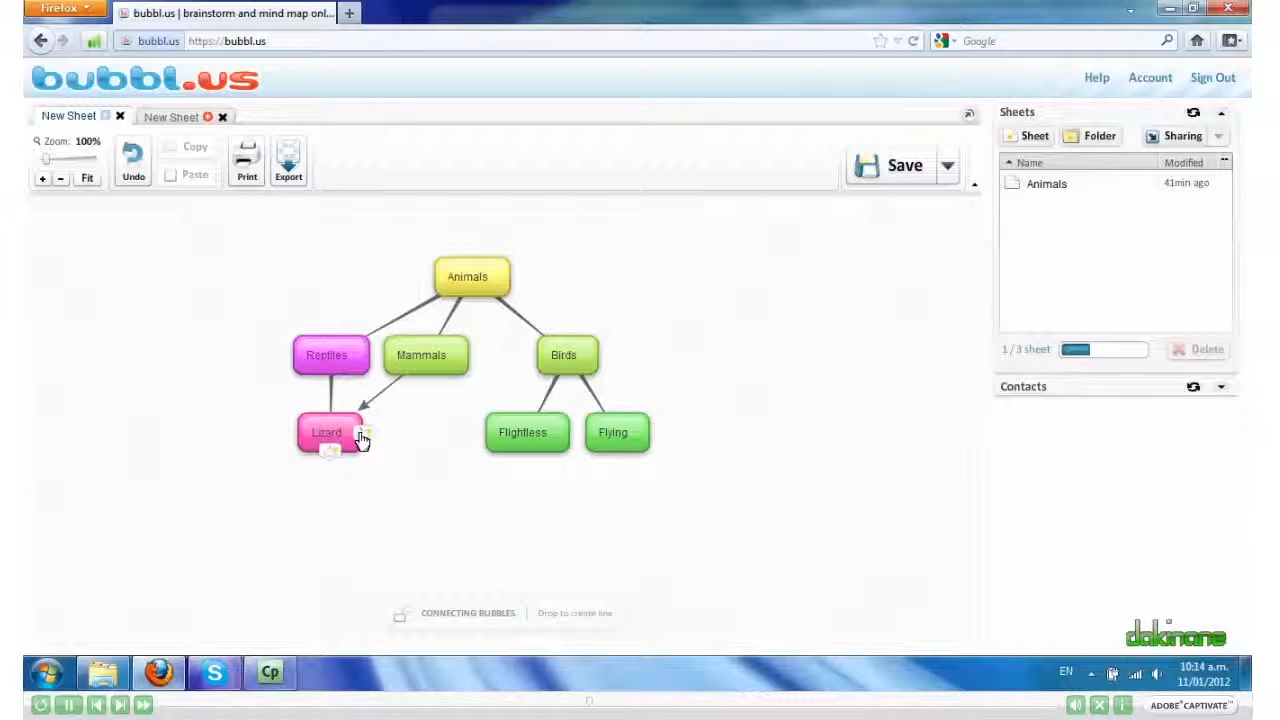 Firefox
bubbl.us | brainstorm and mind map onl...
bubbl.us https://bubbl.us
Google
bubbl.us
Help Account Sign Out
New Sheet
New Sheet
Zoom: 100%
Fit
Undo
Copy
Paste
Print
Export
Save
Sheets
Sheet Folder Sharing
Name Modified
Animals 41min ago
1 / 3 sheet
Delete
Contacts
Animals
Reptiles
Mammals
Birds
Lizard
Flightless
Flying
CONNECTING BUBBLES | Drop to create line
dakinane
S
Cp
EN
10:14 a.m.
11/01/2012
ADOBE® CAPTIVATE™